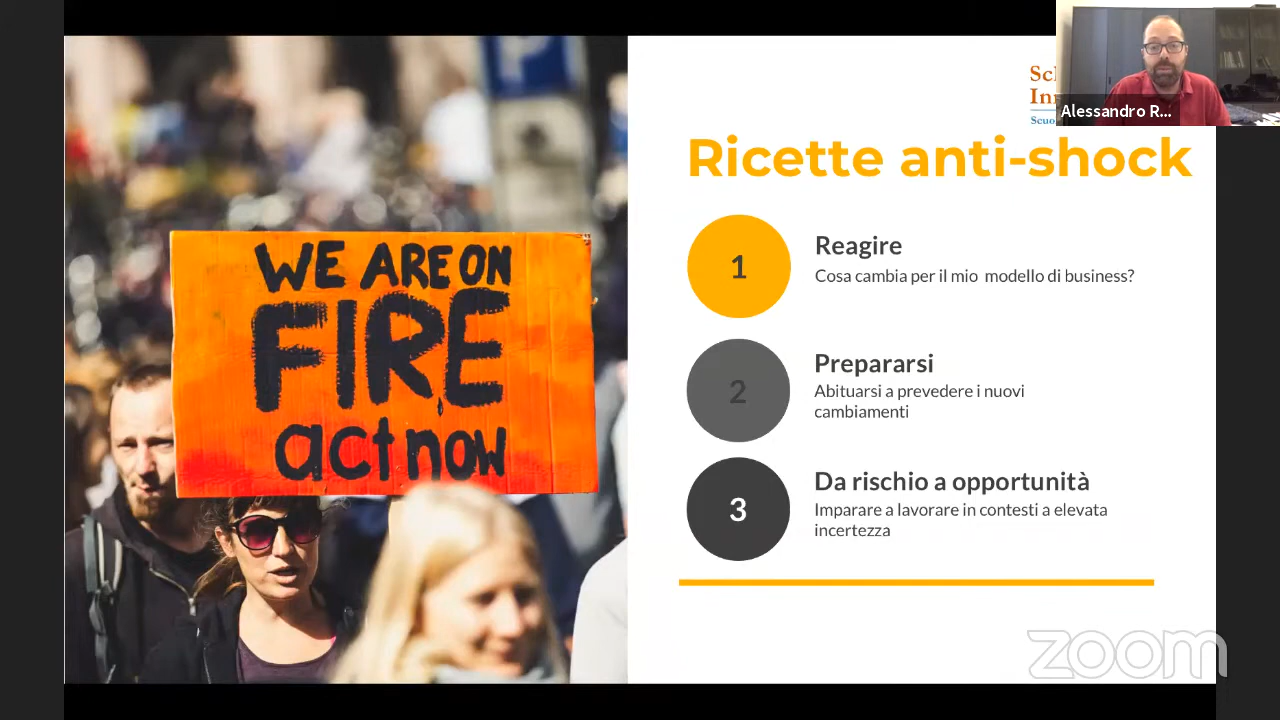 P
WE ARE ON
FIRE
act now
Alessandro R...
Ricette anti-shock
1
Reagire
Cosa cambia per il mio modello di business?
2
Prepararsi
Abituarsi a prevedere i nuovi
cambiamenti
3
Da rischio a opportunità
Imparare a lavorare in contesti a elevata
incertezza
zoom